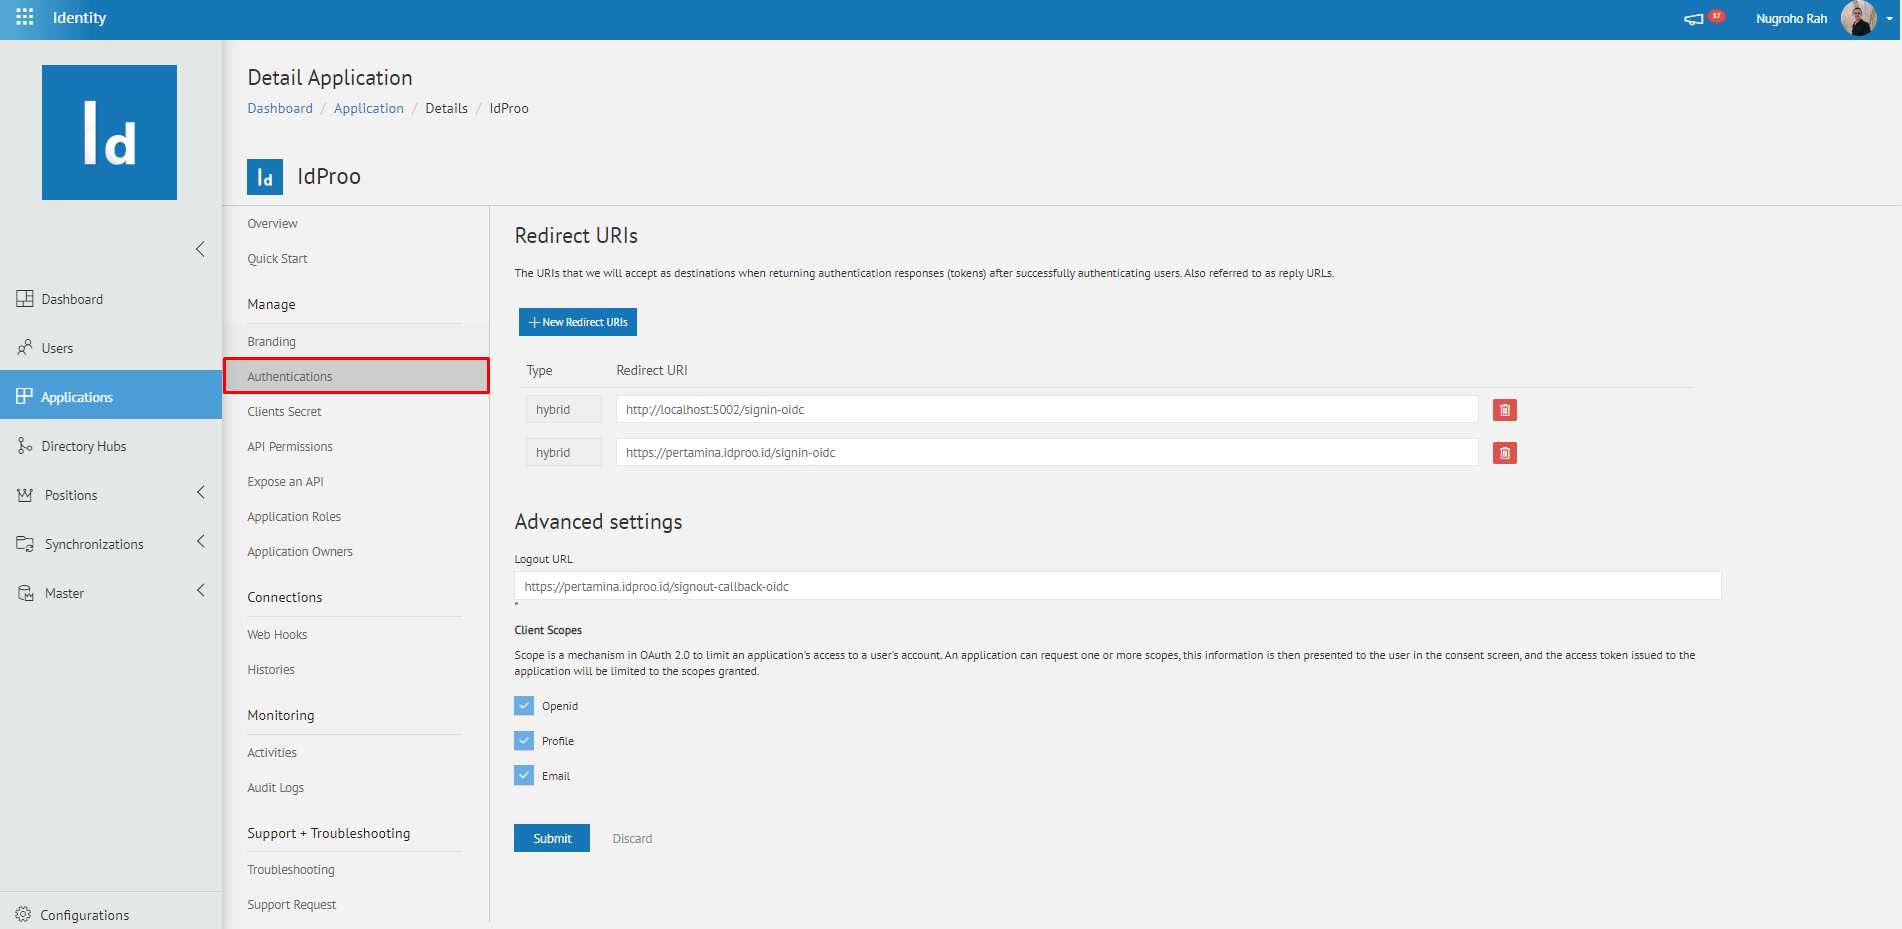 Identity
17
Nugroho Rah
Id
Dashboard
Users
Applications
Directory Hubs
Positions
Synchronizations
Master
Configurations
Detail Application
Dashboard / Application / Details / IdProo
Id IdProo
Overview
Quick Start
Manage
Branding
Authentications
Clients Secret
API Permissions
Expose an API
Application Roles
Application Owners
Connections
Web Hooks
Histories
Monitoring
Activities
Audit Logs
Support + Troubleshooting
Troubleshooting
Support Request
Redirect URIs
The URIs that we will accept as destinations when returning authentication responses (tokens) after successfully authenticating users. Also referred to as reply URLs.
+ New Redirect URIs
Type Redirect URI
hybrid http://localhost:5002/signin-oidc
hybrid https://pertamina.idproo.id/signin-oidc
Advanced settings
Logout URL
https://pertamina.idproo.id/signout-callback-oidc
*
Client Scopes
Scope is a mechanism in OAuth 2.0 to limit an application's access to a user's account. An application can request one or more scopes, this information is then presented to the user in the consent screen, and the access token issued to the
application will be limited to the scopes granted.
Openid
Profile
Email
Submit Discard